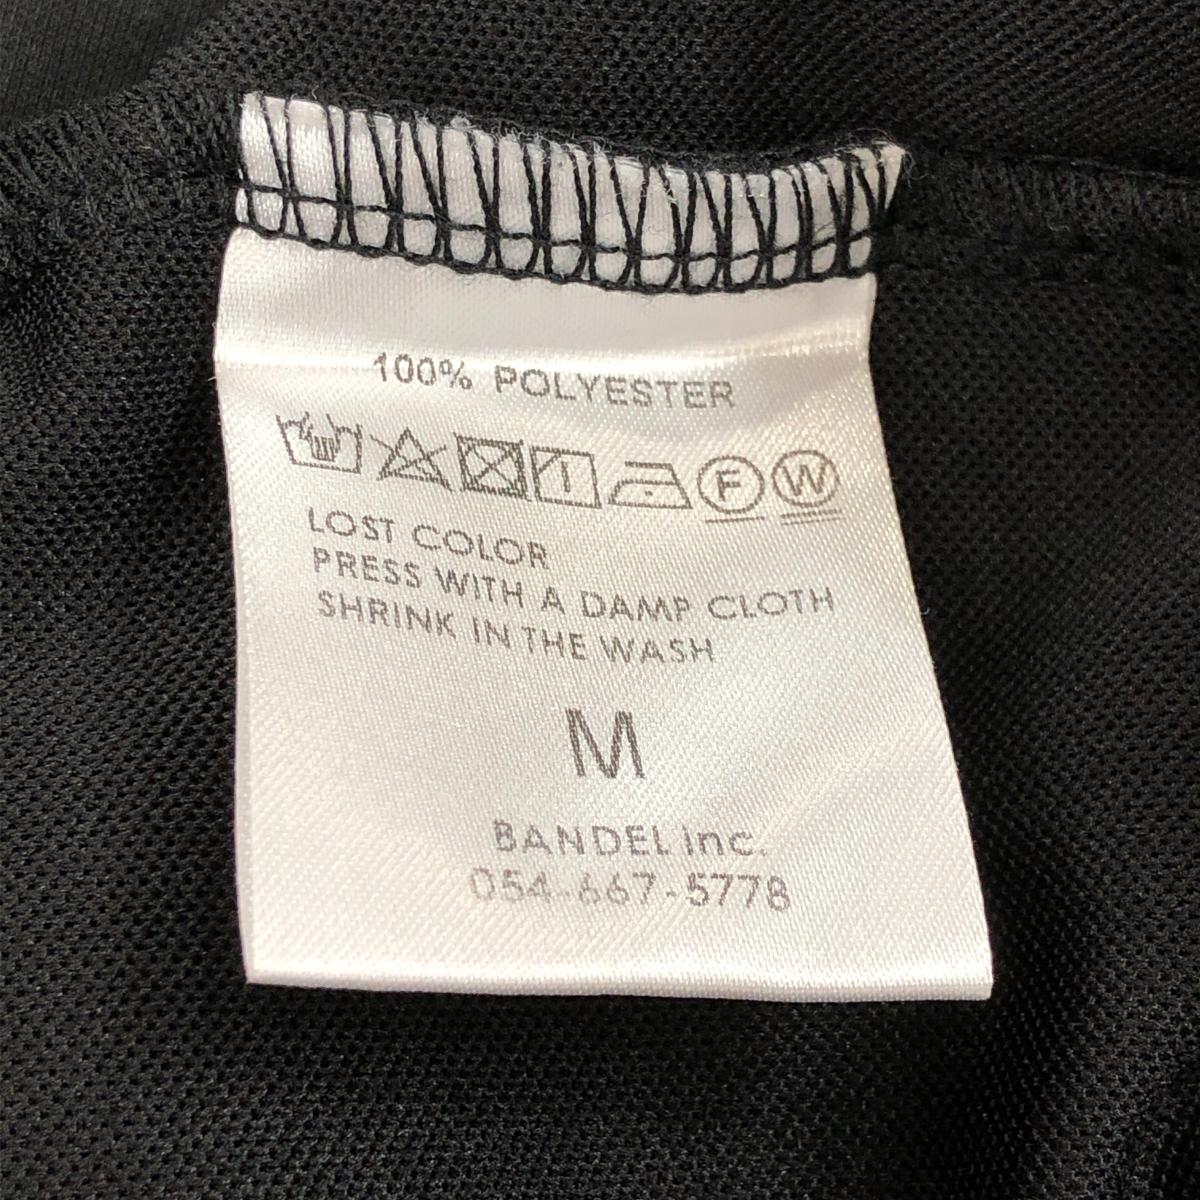 100% POLYESTER
F W
LOST COLOR
PRESS WITH A DAMP CLOTH
SHRINK IN THE WASH
M
BANDEL inc.
054-667-5778